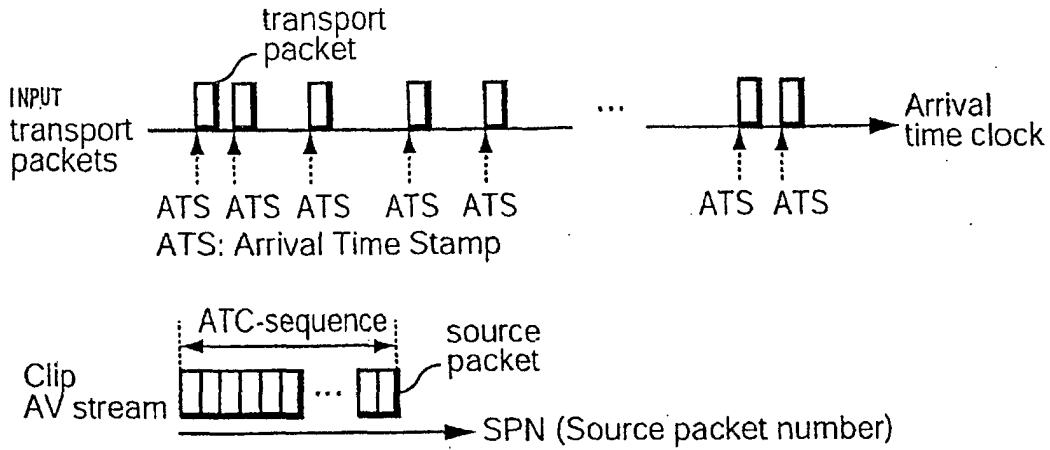 transport
packet
INPUT
transport
packets
...
Arrival
time clock
ATS ATS ATS ATS ATS ATS ATS
ATS: Arrival Time Stamp
ATC-sequence
source
packet
Clip
AV stream
...
SPN (Source packet number)